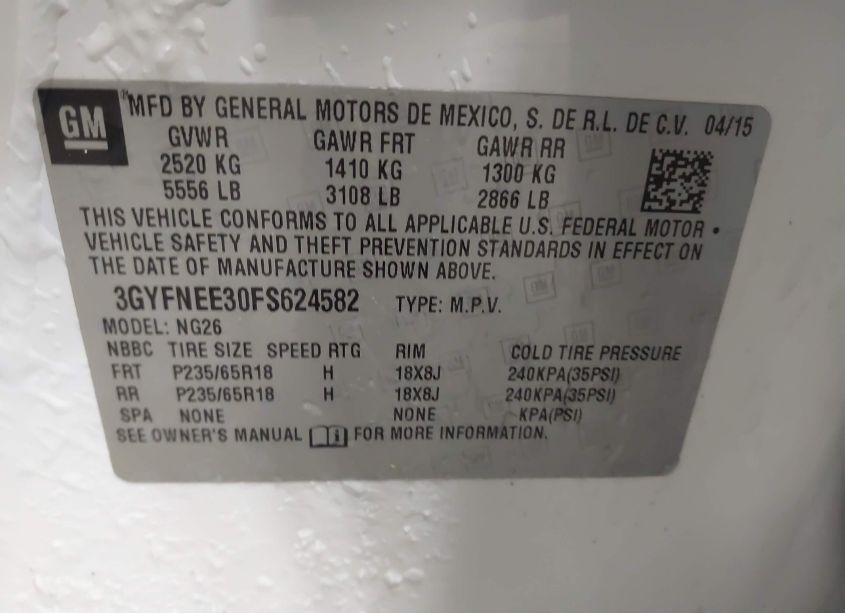 GM ® MFD BY GENERAL MOTORS DE MEXICO, S. DE R.L. DE C.V. 04/15
GVWR GAWR FRT GAWR RR
2520 KG 1410 KG 1300 KG
5556 LB 3108 LB 2866 LB
THIS VEHICLE CONFORMS TO ALL APPLICABLE U.S. FEDERAL MOTOR •
VEHICLE SAFETY AND THEFT PREVENTION STANDARDS IN EFFECT ON
THE DATE OF MANUFACTURE SHOWN ABOVE.
3GYFNEE30FS624582 TYPE: M.P.V.
MODEL: NG26
NBBC TIRE SIZE SPEED RTG RIM COLD TIRE PRESSURE
FRT P235/65R18 H 18X8J 240KPA(35PSI)
RR P235/65R18 H 18X8J 240KPA(35PSI)
SPA NONE NONE KPA(PSI)
SEE OWNER'S MANUAL FOR MORE INFORMATION.